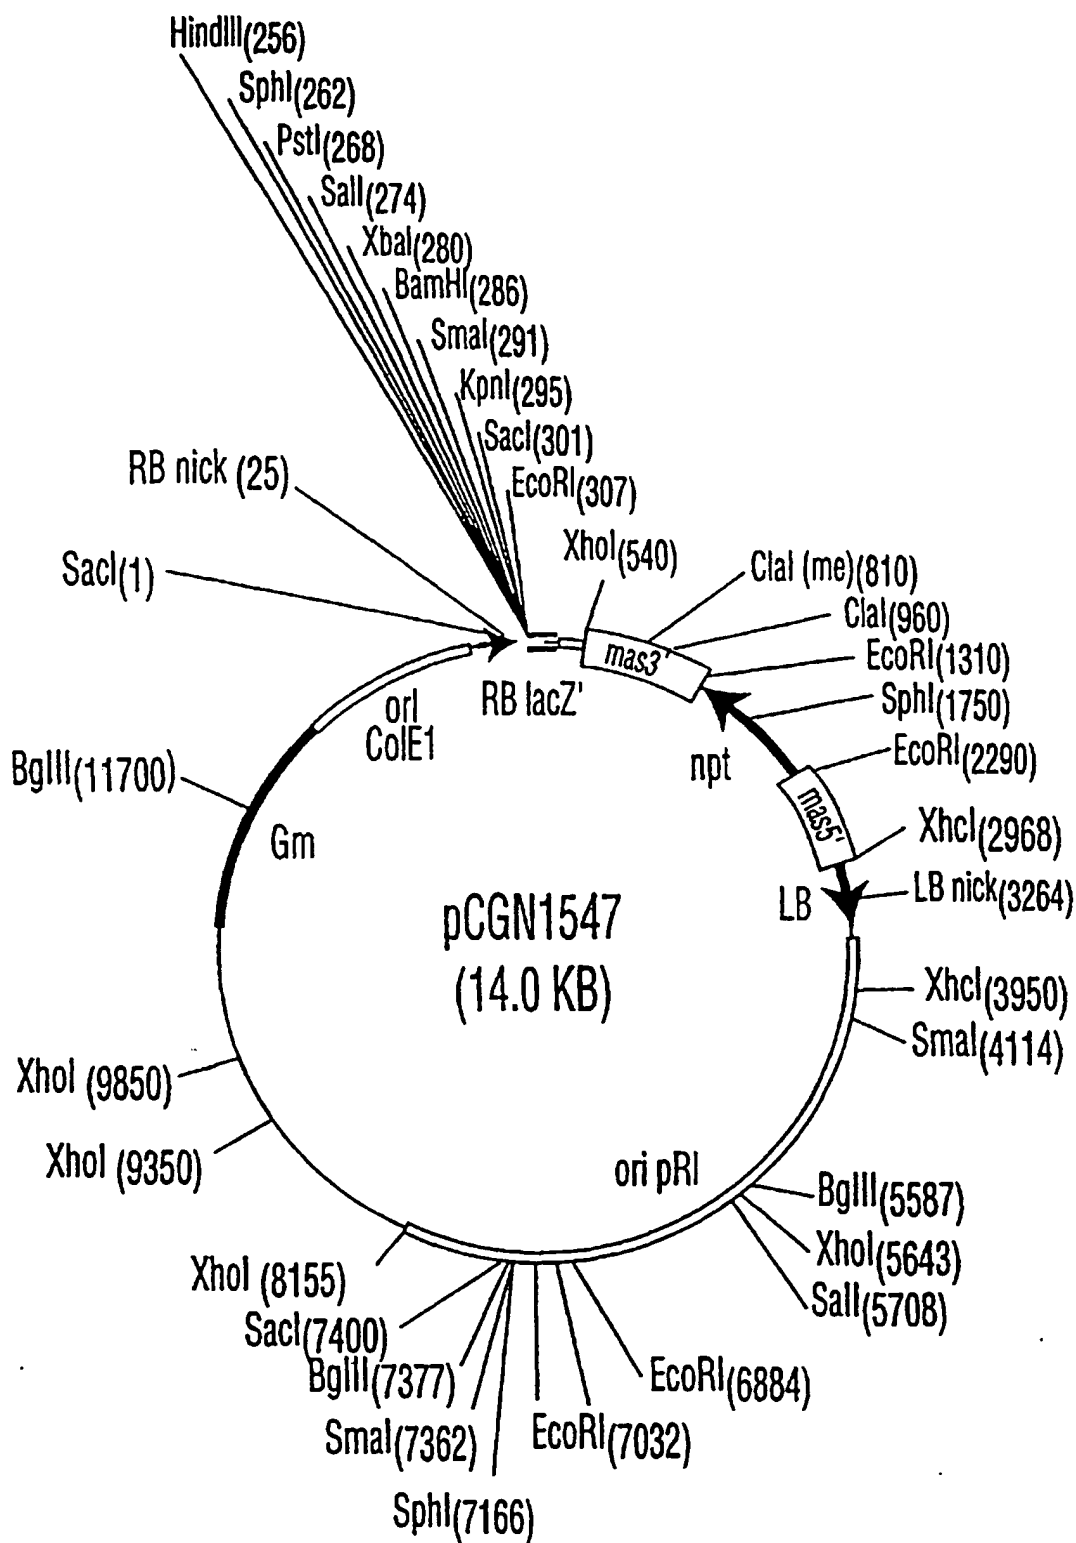 HindIII(256)
SphI(262)
PstI(268)
SalI(274)
XbaI(280)
BamHI(286)
SmaI(291)
KpnI(295)
SacI(301)
EcoRI(307)
RB nick (25)
SacI(1)
XhoI(540)
ClaI (me)(810)
ClaI(960)
EcoRI(1310)
SphI(1750)
EcoRI(2290)
XhcI(2968)
LB nick(3264)
XhcI(3950)
SmaI(4114)
BglII(5587)
XhoI(5643)
SalI(5708)
EcoRI(6884)
EcoRI(7032)
SphI(7166)
SmaI(7362)
BglII(7377)
SacI(7400)
XhoI (8155)
XhoI (9350)
XhoI (9850)
BglII(11700)
Gm
orI
ColE1
RB lacZ'
mas3'
npt
mas5'
LB
ori pRI
pCGN1547
(14.0 KB)